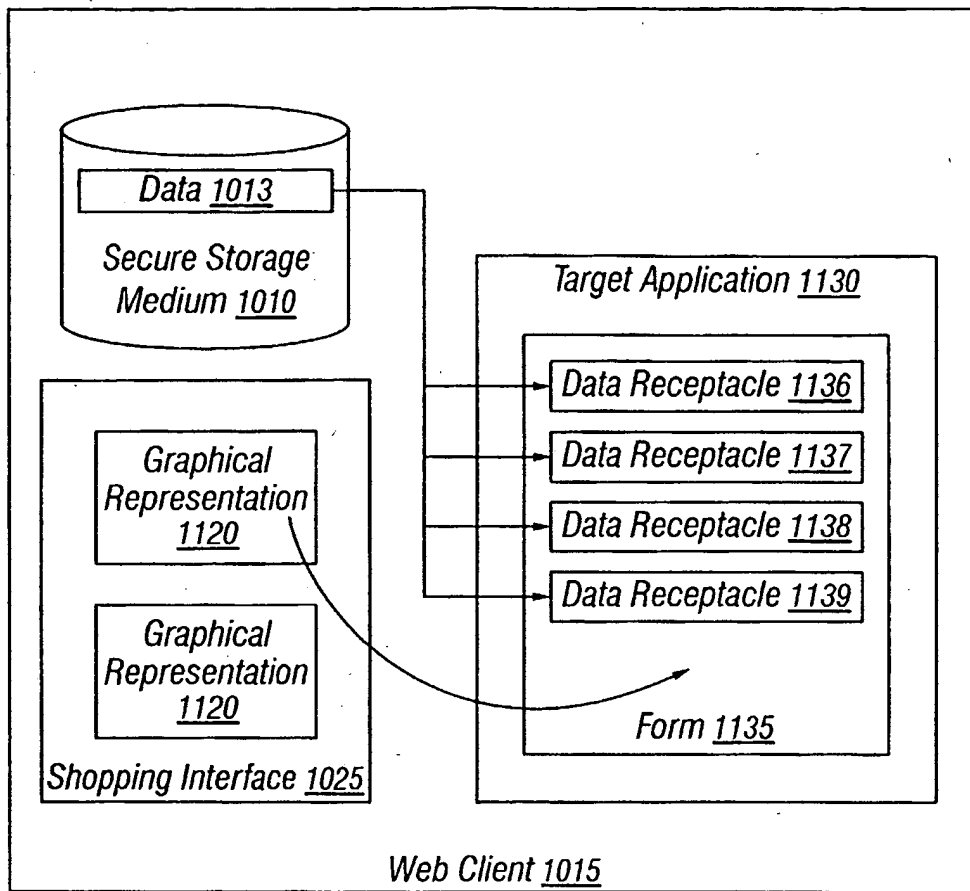 Data 1013
Secure Storage
Medium 1010
Target Application 1130
Data Receptacle 1136
Data Receptacle 1137
Data Receptacle 1138
Data Receptacle 1139
Form 1135
Graphical
Representation
1120
Graphical
Representation
1120
Shopping Interface 1025
Web Client 1015